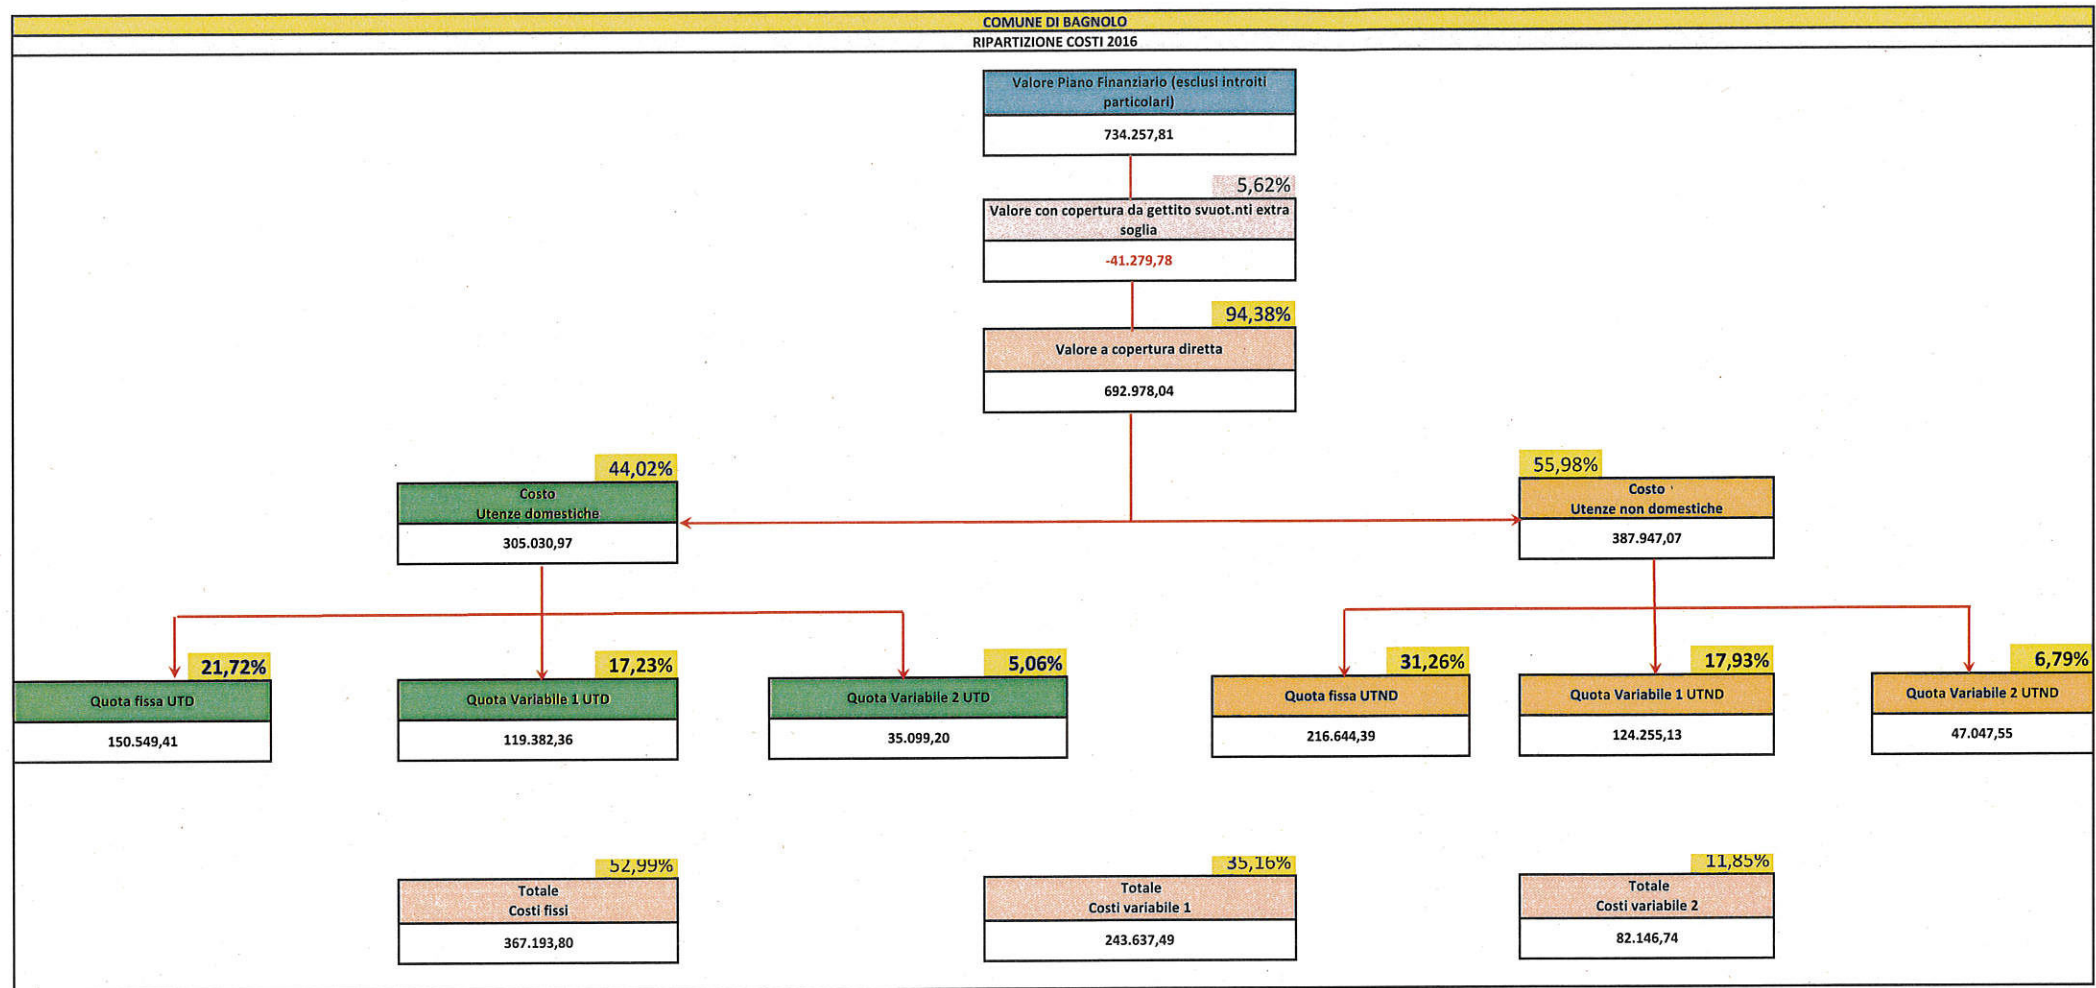 COMUNE DI BAGNOLO
RIPARTIZIONE COSTI 2016
Valore Piano Finanziario (esclusi introiti
particolari)
734.257,81
5,62%
Valore con copertura da gettito svuot.nti extra
soglia
-41.279,78
94,38%
Valore a copertura diretta
692.978,04
44,02%
Costo
Utenze domestiche
305.030,97
55,98%
Costo
Utenze non domestiche
387.947,07
21,72%
Quota fissa UTD
150.549,41
17,23%
Quota Variabile 1 UTD
119.382,36
5,06%
Quota Variabile 2 UTD
35.099,20
31,26%
Quota fissa UTND
216.644,39
17,93%
Quota Variabile 1 UTND
124.255,13
6,79%
Quota Variabile 2 UTND
47.047,55
52,99%
Totale
Costi fissi
367.193,80
35,16%
Totale
Costi variabile 1
243.637,49
11,85%
Totale
Costi variabile 2
82.146,74